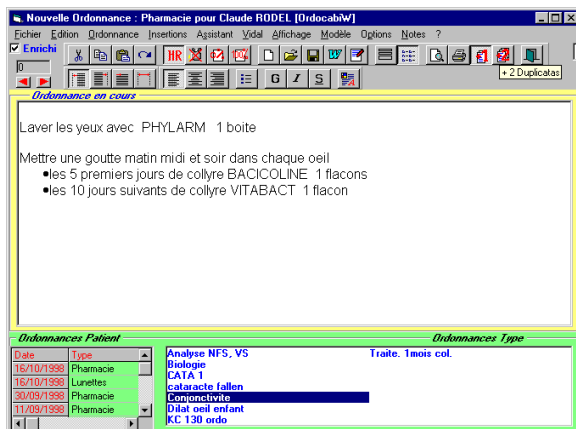 Nouvelle Ordonnance : Pharmacie pour Claude RODEL [OrdocabiW]
Fichier Edition Ordonnance Insertions Assistant Vidal Affichage Modèle Options Notes ?
Enrichi
HR
W
0
G I S
+ 2 Duplicatas
Ordonnance en cours
Laver les yeux avec PHYLARM 1 boite
Mettre une goutte matin midi et soir dans chaque oeil
•les 5 premiers jours de collyre BACICOLINE 1 flacons
•les 10 jours suivants de collyre VITABACT 1 flacon
Ordonnances Patient
Ordonnances Type
Date Type
16/10/1998 Pharmacie
16/10/1998 Lunettes
30/09/1998 Pharmacie
11/09/1998 Pharmacie
Analyse NFS, VS
Traite. 1mois col.
Biologie
CATA 1
cataracte fallen
Conjonctivite
Dilat oeil enfant
KC 130 ordo